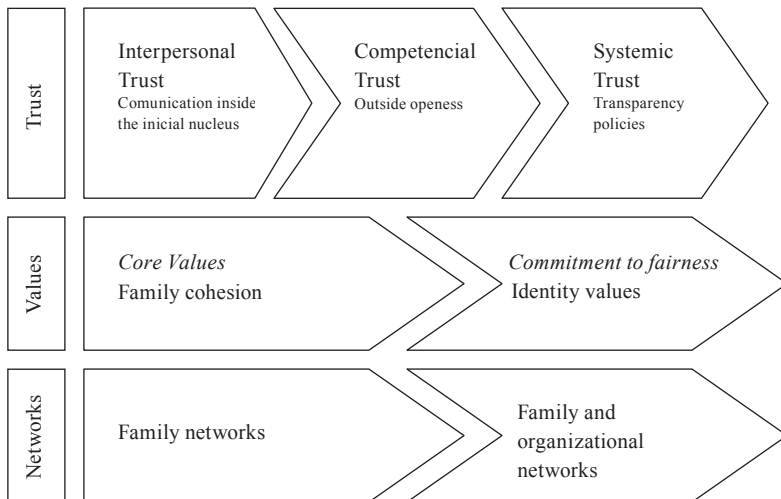 Trust
Interpersonal
Trust
Comunication inside
the inicial nucleus
Competencial
Trust
Outside openess
Systemic
Trust
Transparency
policies
Values
Core Values
Family cohesion
Commitment to fairness
Identity values
Networks
Family networks
Family and
organizational
networks